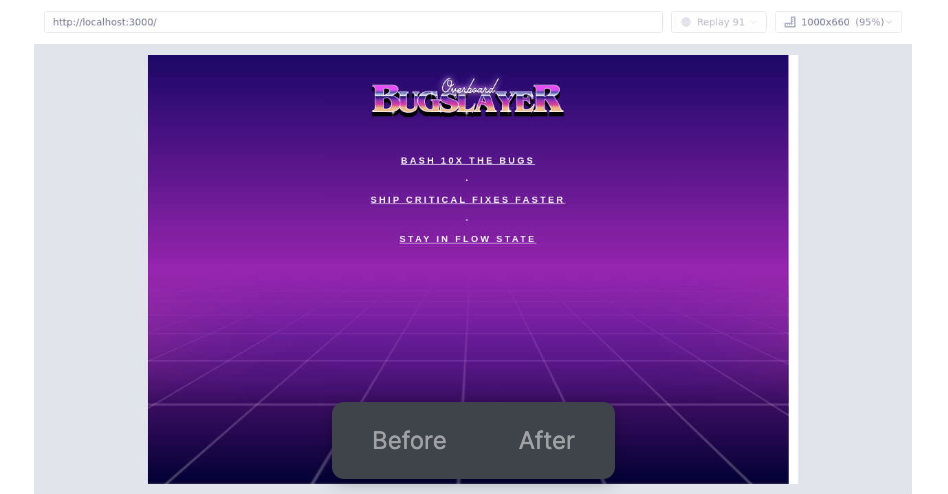 http://localhost:3000/
Replay 91
1000x660 (95%)
Overboard
BUGSLAYER
BASH 10X THE BUGS
-
SHIP CRITICAL FIXES FASTER
-
STAY IN FLOW STATE
Before After